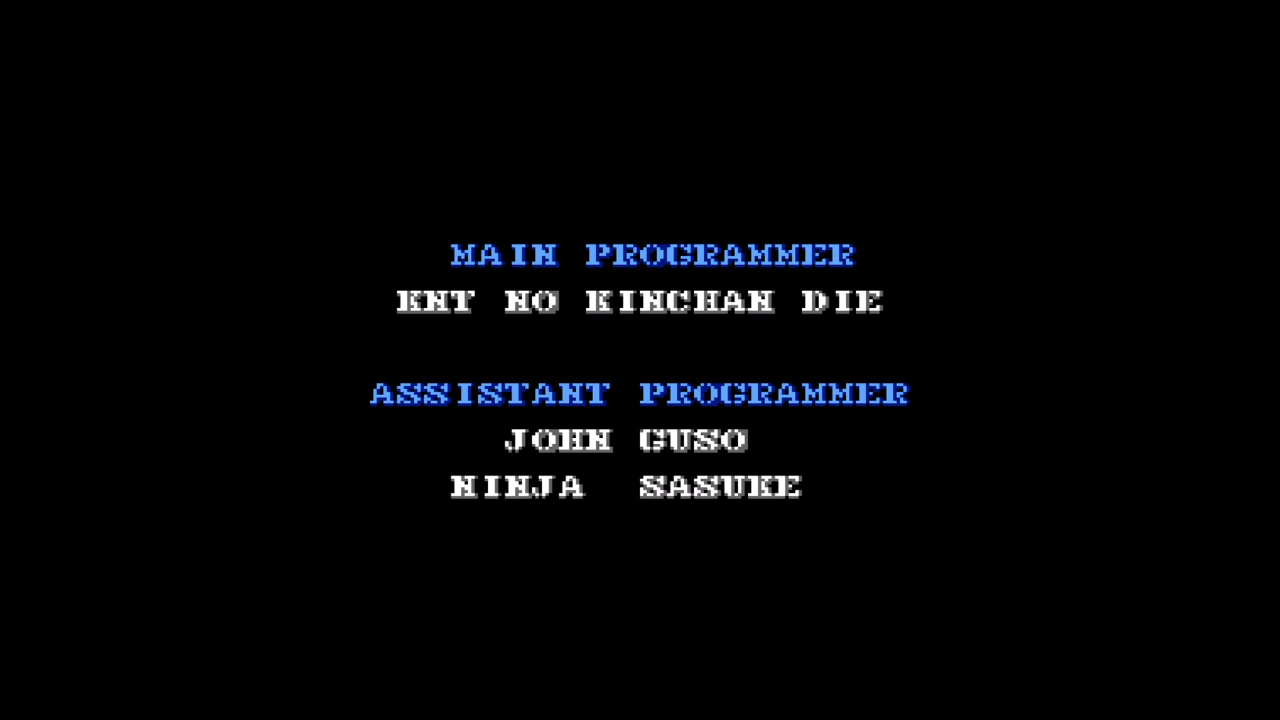 MAIN PROGRAMMER
KNT NO KINCHAN DIE
ASSISTANT PROGRAMMER
JOHN GUSO
NINJA SASUKE